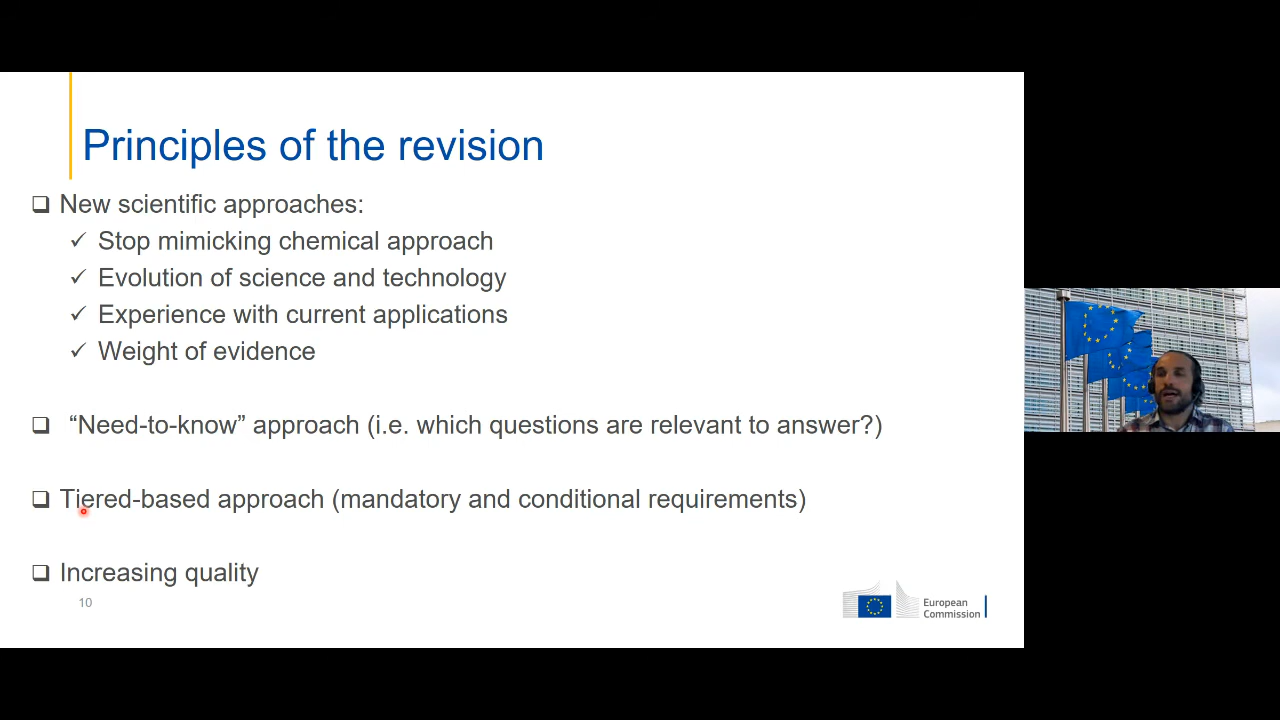 Principles of the revision
New scientific approaches:
Stop mimicking chemical approach
Evolution of science and technology
Experience with current applications
Weight of evidence
“Need-to-know” approach (i.e. which questions are relevant to answer?)
Tiered-based approach (mandatory and conditional requirements)
Increasing quality
10
European
Commission